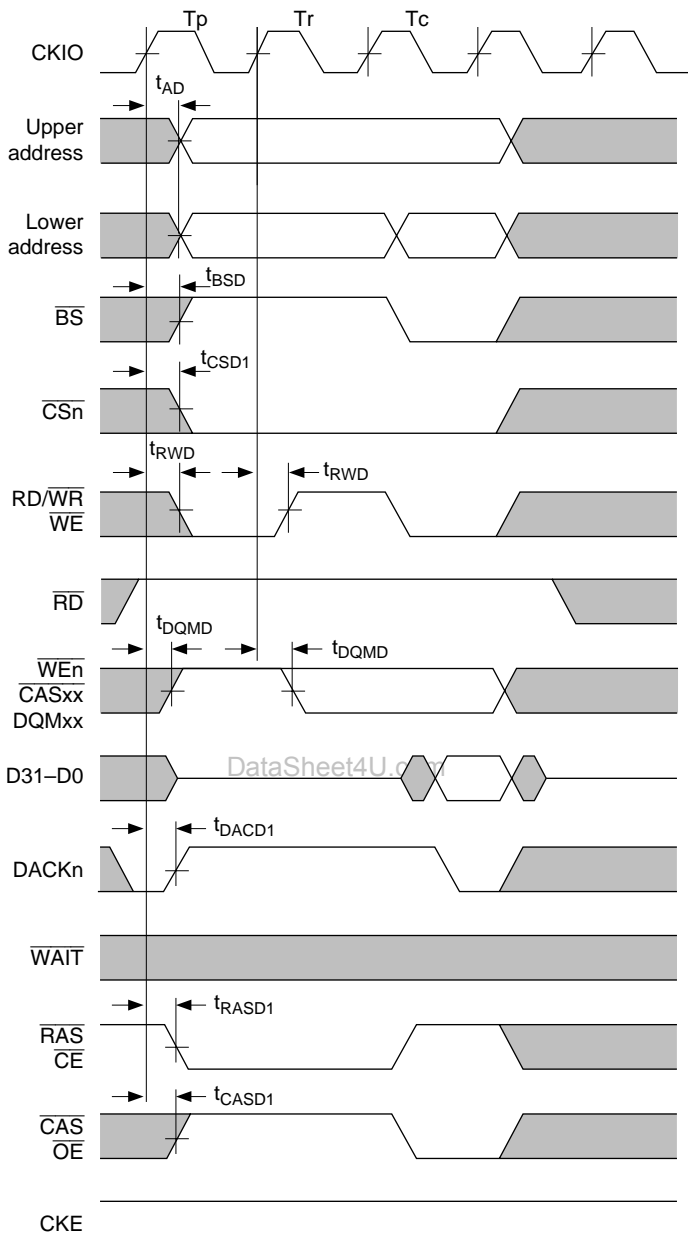 Tp Tr Tc
CKIO
tAD
Upper
address
Lower
address
tBSD
BS
tCSD1
CSn
tRWD tRWD
RD/WR
WE
RD
tDQMD tDQMD
WEn
CASxx
DQMxx
DataSheet4U.com
D31–D0
tDACD1
DACKn
WAIT
tRASD1
RAS
CE
tCASD1
CAS
OE
CKE